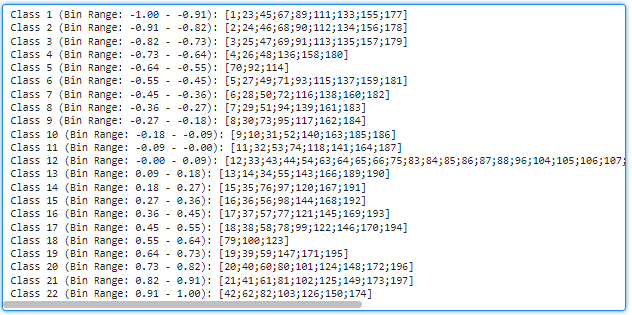 Class 1 (Bin Range: -1.00 - -0.91): [1;23;45;67;89;111;133;155;177]
Class 2 (Bin Range: -0.91 - -0.82): [2;24;46;68;90;112;134;156;178]
Class 3 (Bin Range: -0.82 - -0.73): [3;25;47;69;91;113;135;157;179]
Class 4 (Bin Range: -0.73 - -0.64): [4;26;48;136;158;180]
Class 5 (Bin Range: -0.64 - -0.55): [70;92;114]
Class 6 (Bin Range: -0.55 - -0.45): [5;27;49;71;93;115;137;159;181]
Class 7 (Bin Range: -0.45 - -0.36): [6;28;50;72;116;138;160;182]
Class 8 (Bin Range: -0.36 - -0.27): [7;29;51;94;139;161;183]
Class 9 (Bin Range: -0.27 - -0.18): [8;30;73;95;117;162;184]
Class 10 (Bin Range: -0.18 - -0.09): [9;10;31;52;140;163;185;186]
Class 11 (Bin Range: -0.09 - -0.00): [11;32;53;74;118;141;164;187]
Class 12 (Bin Range: -0.00 - 0.09): [12;33;43;44;54;63;64;65;66;75;83;84;85;86;87;88;96;104;105;106;107;
Class 13 (Bin Range: 0.09 - 0.18): [13;14;34;55;143;166;189;190]
Class 14 (Bin Range: 0.18 - 0.27): [15;35;76;97;120;167;191]
Class 15 (Bin Range: 0.27 - 0.36): [16;36;56;98;144;168;192]
Class 16 (Bin Range: 0.36 - 0.45): [17;37;57;77;121;145;169;193]
Class 17 (Bin Range: 0.45 - 0.55): [18;38;58;78;99;122;146;170;194]
Class 18 (Bin Range: 0.55 - 0.64): [79;100;123]
Class 19 (Bin Range: 0.64 - 0.73): [19;39;59;147;171;195]
Class 20 (Bin Range: 0.73 - 0.82): [20;40;60;80;101;124;148;172;196]
Class 21 (Bin Range: 0.82 - 0.91): [21;41;61;81;102;125;149;173;197]
Class 22 (Bin Range: 0.91 - 1.00): [42;62;82;103;126;150;174]